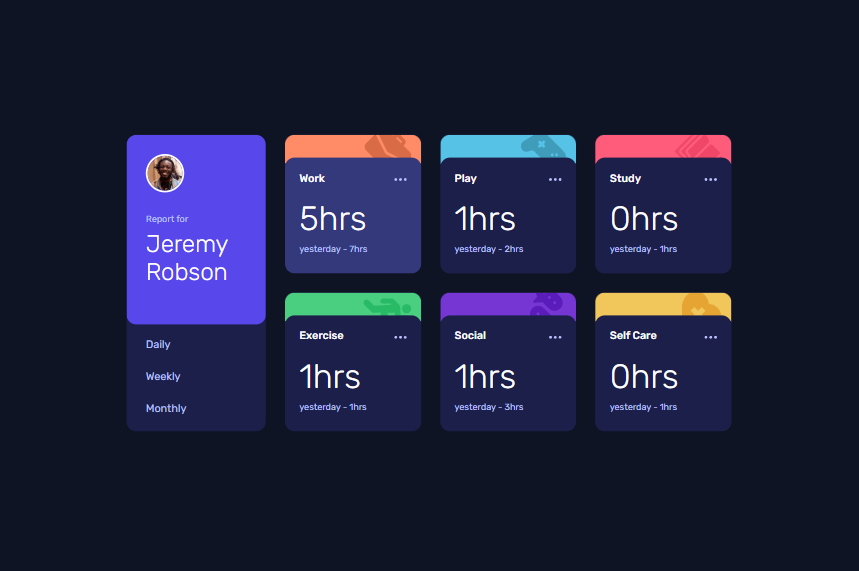 Report for
Jeremy
Robson
Daily
Weekly
Monthly
Work
5hrs
yesterday - 7hrs
Play
1hrs
yesterday - 2hrs
Study
0hrs
yesterday - 1hrs
Exercise
1hrs
yesterday - 1hrs
Social
1hrs
yesterday - 3hrs
Self Care
0hrs
yesterday - 1hrs